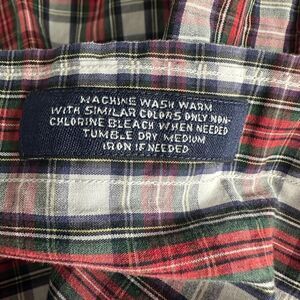 MACHINE WASH WARM
WITH SIMILAR COLORS ONLY NON-
CHLORINE BLEACH WHEN NEEDED
TUMBLE DRY MEDIUM
IRON IF NEEDED